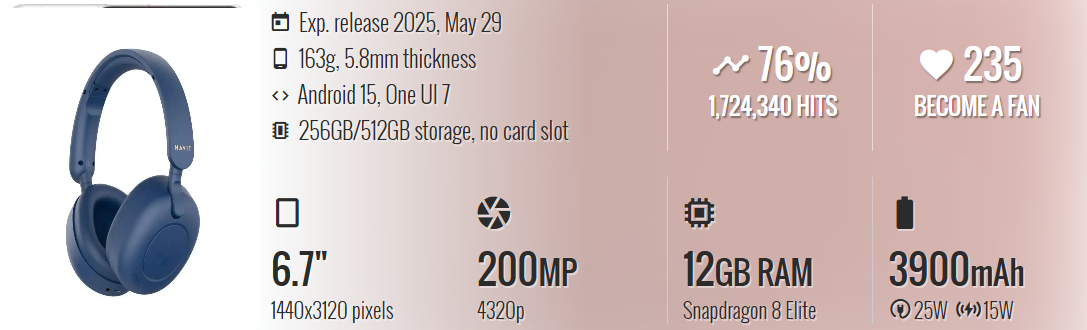 Exp. release 2025, May 29
163g, 5.8mm thickness
Android 15, One UI 7
256GB/512GB storage, no card slot
76%
1,724,340 HITS
235
BECOME A FAN
HAVIT
6.7"
1440x3120 pixels
200MP
4320p
12GB RAM
Snapdragon 8 Elite
3900mAh
25W 15W